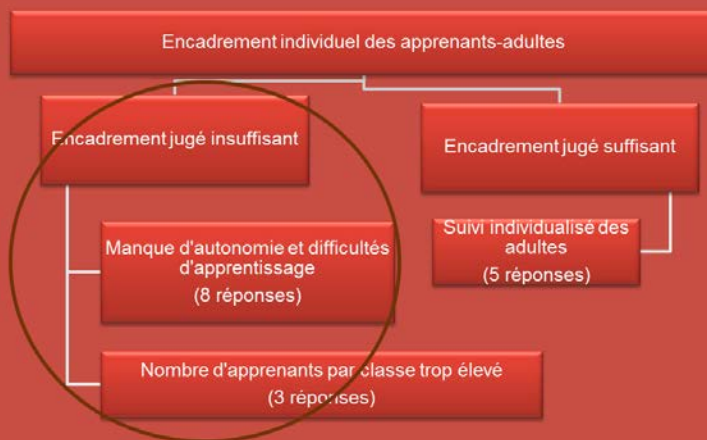 Encadrement individuel des apprenants-adultes
Encadrement jugé insuffisant
Encadrement jugé suffisant
Manque d'autonomie et difficultés
d'apprentissage
(8 réponses)
Suivi individualisé des
adultes
(5 réponses)
Nombre d'apprenants par classe trop élevé
(3 réponses)